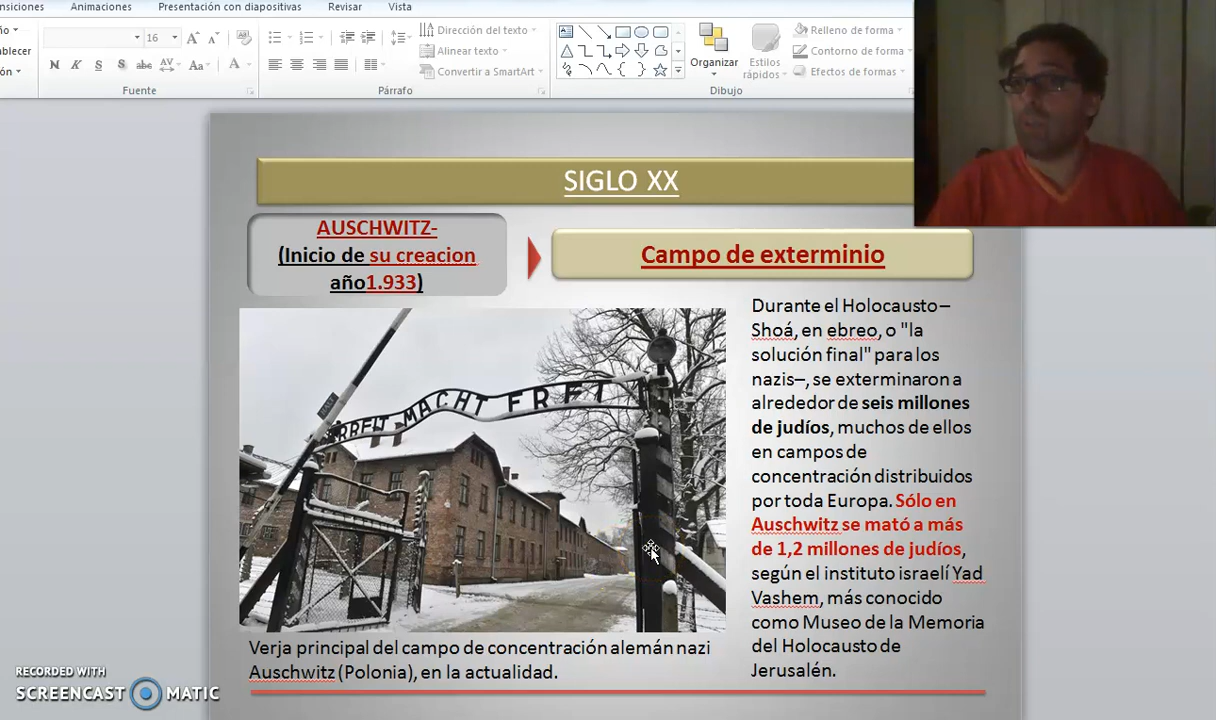 nsiciones Animaciones Presentación con diapositivas Revisar Vista
16
ablecer
N K S S abc AV Aa A
Fuente
Párrafo
Dirección del texto
Alinear texto
Convertir a SmartArt
Organizar
Estilos
rápidos
Relleno de forma
Contorno de forma
Efectos de formas
Dibujo
SIGLO XX
AUSCHWITZ-
(Inicio de su creacion
año1.933)
Campo de exterminio
ARBEIT MACHT FREI
Durante el Holocausto –
Shoá, en ebreo, o "la
solución final" para los
nazis–, se exterminaron a
alrededor de seis millones
de judíos, muchos de ellos
en campos de
concentración distribuidos
por toda Europa. Sólo en
Auschwitz se mató a más
de 1,2 millones de judíos,
según el instituto israelí Yad
Vashem, más conocido
como Museo de la Memoria
del Holocausto de
Jerusalén.
Verja principal del campo de concentración alemán nazi
Auschwitz (Polonia), en la actualidad.
RECORDED WITH
SCREENCAST MATIC